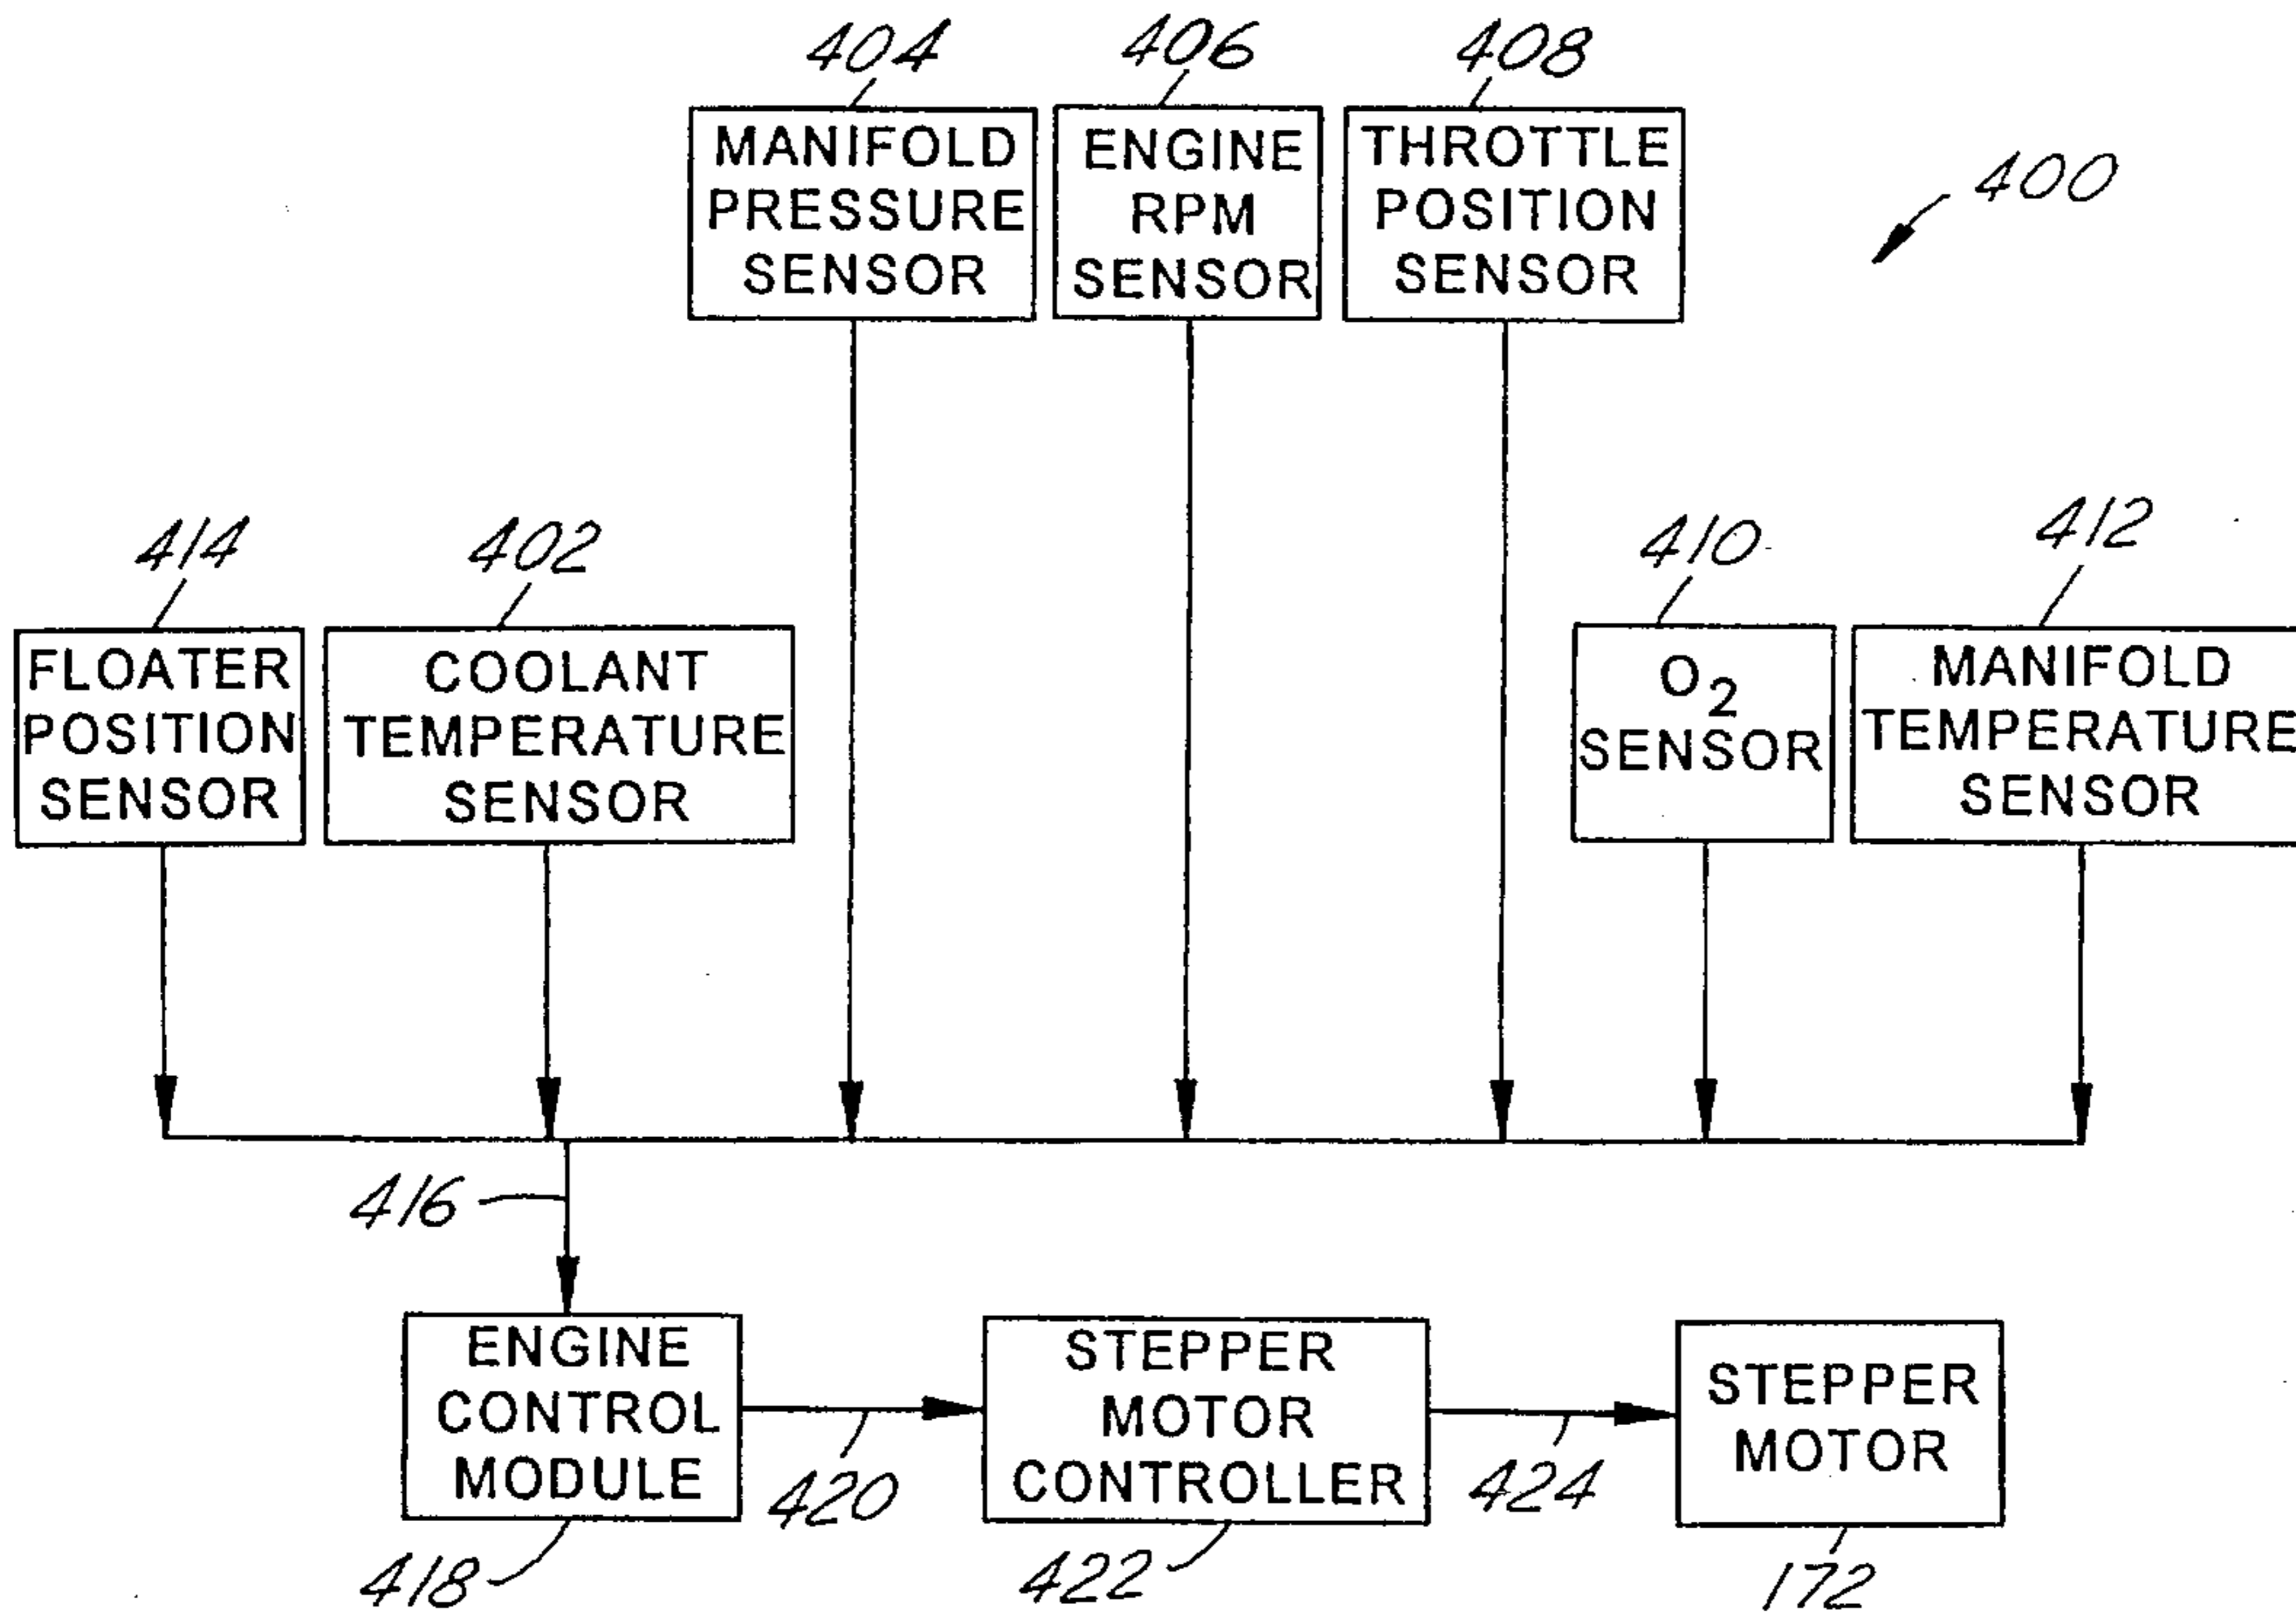 404
406
408
MANIFOLD
PRESSURE
SENSOR
ENGINE
RPM
SENSOR
THROTTLE
POSITION
SENSOR
400
414
402
410
412
FLOATER
POSITION
SENSOR
COOLANT
TEMPERATURE
SENSOR
O2
SENSOR
MANIFOLD
TEMPERATURE
SENSOR
416
ENGINE
CONTROL
MODULE
STEPPER
MOTOR
CONTROLLER
STEPPER
MOTOR
420
424
418
422
172